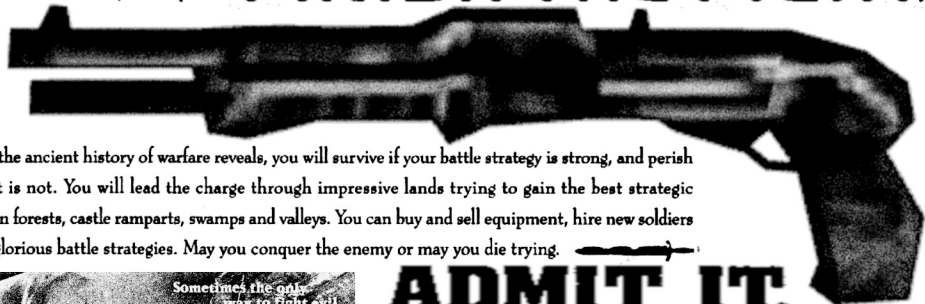 the ancient history of warfare reveals, you will survive if your battle strategy is strong, and perish
is not. You will lead the charge through impressive lands trying to gain the best strategic
forests, castle ramparts, swamps and valleys. You can buy and sell equipment, hire new soldiers
battle strategies. May you conquer the enemy or may you die trying.
Sometimes the only
way to fight evil
ADMIT IT.